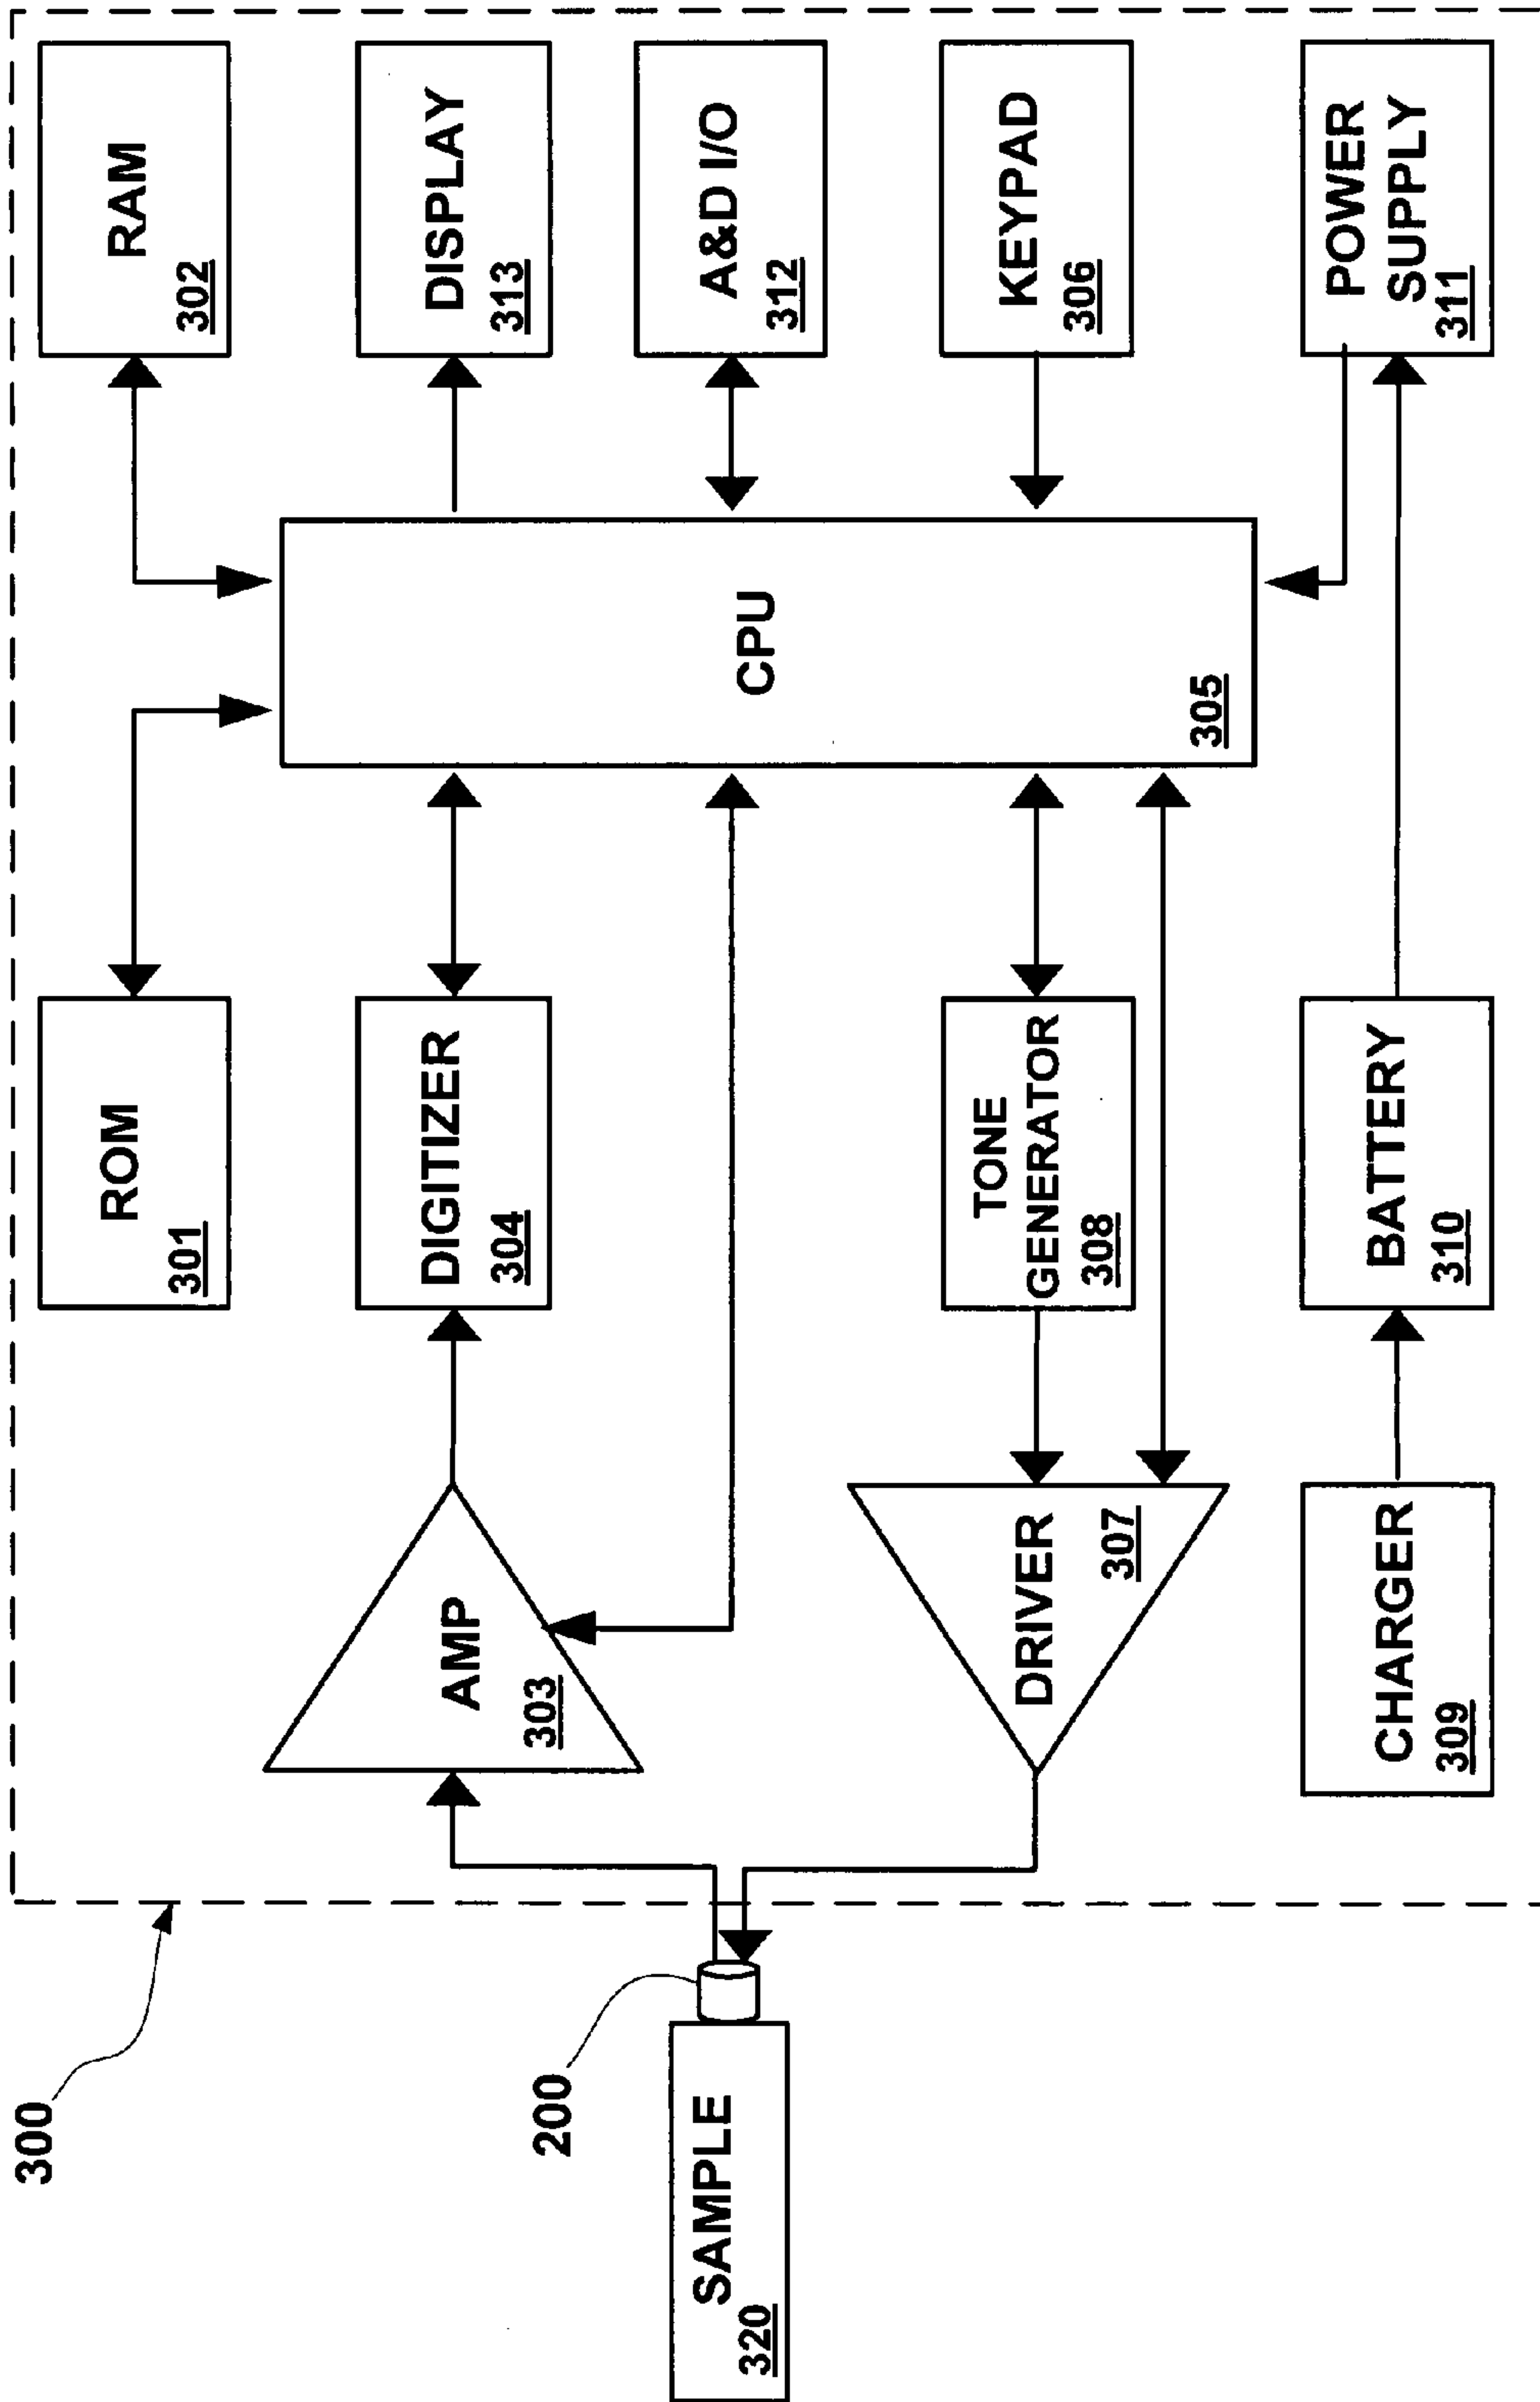 300
ROM
301
RAM
302
AMP
303
DIGITIZER
304
DISPLAY
313
200
SAMPLE
320
CPU
305
A&D I/O
312
DRIVER
307
TONE
GENERATOR
308
KEYPAD
306
CHARGER
309
BATTERY
310
POWER
SUPPLY
311